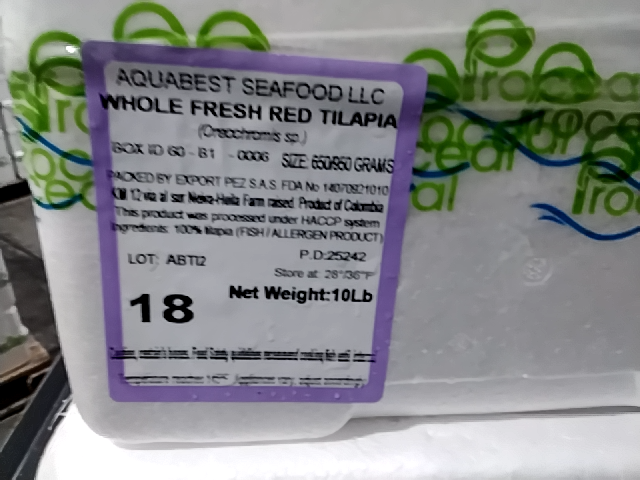 AQUABEST SEAFOOD LLC
WHOLE FRESH RED TILAPIA
(Oreochromis sp.)
BOX ID 60 - B1 - 0006 SIZE: 650/950 GRAMS
PACKED BY EXPORT PEZ S.A.S. FDA No 14070821010
KM 12 via al sur Neiva-Huila Farm raised. Product of Colombia
This product was processed under HACCP system
Ingredients: 100% tilapia (FISH / ALLERGEN PRODUCT)
LOT: ABTI2 P.D:25242
Store at: 28°/36°F
18 Net Weight:10Lb